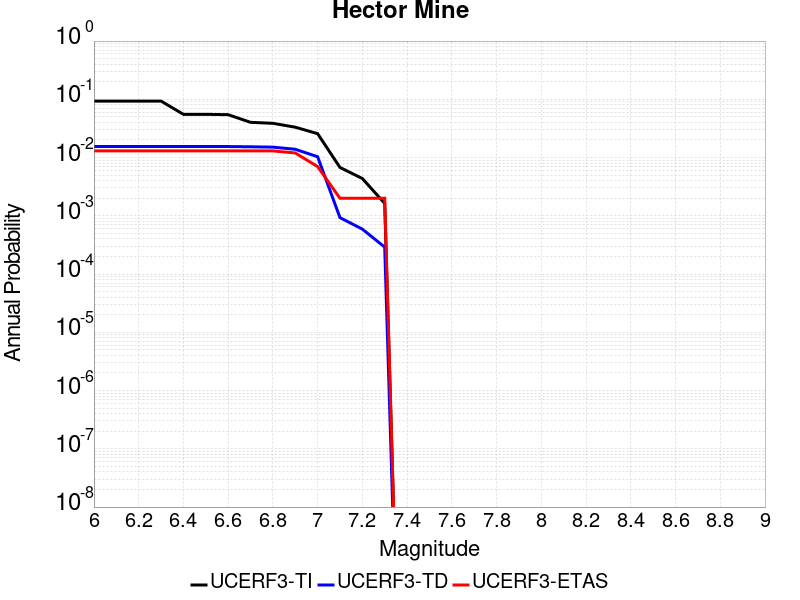 Hector Mine
10^0
10^-1
10^-2
10^-3
10^-4
10^-5
10^-6
10^-7
10^-8
Annual Probability
6 6.2 6.4 6.6 6.8 7 7.2 7.4 7.6 7.8 8 8.2 8.4 8.6 8.8 9
Magnitude
UCERF3-TI UCERF3-TD UCERF3-ETAS